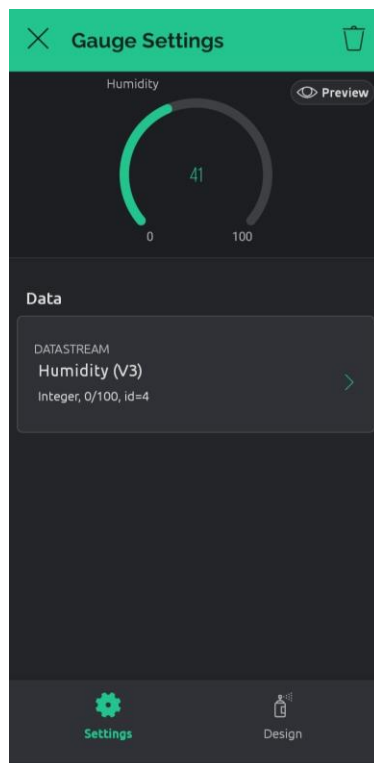 Gauge Settings
Humidity
Preview
41
0
100
Data
DATASTREAM
Humidity (V3)
Integer, 0/100, id=4
Settings
Design